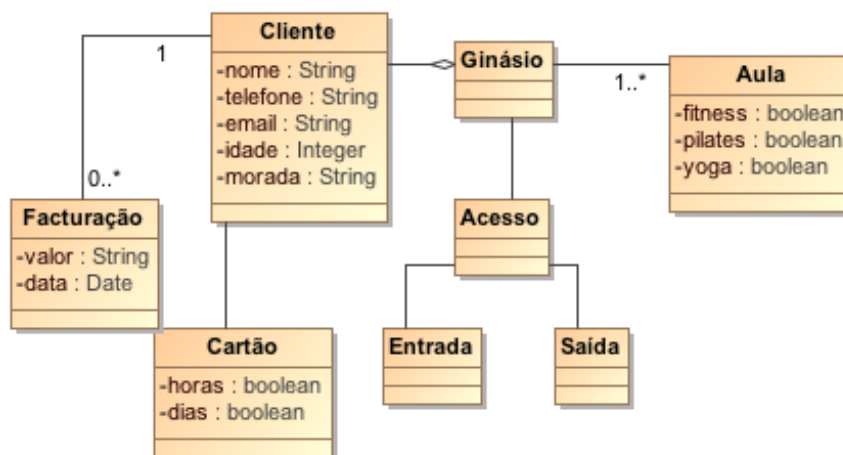 Cliente
-nome : String
-telefone : String
-email : String
-idade : Integer
-morada : String
1
0..*
Ginásio
1..*
Aula
-fitness : boolean
-pilates : boolean
-yoga : boolean
Facturação
-valor : String
-data : Date
Acesso
Cartão
-horas : boolean
-dias : boolean
Entrada
Saída